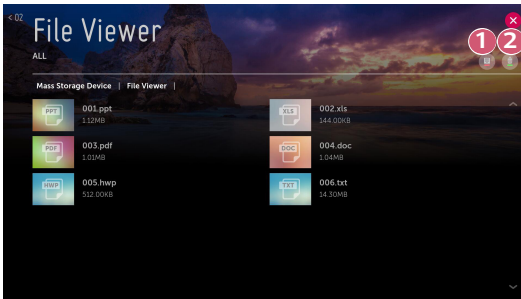 < 02
File Viewer
1 2
ALL
Mass Storage Device | File Viewer |
PPT
001.ppt
1.12MB
XLS
002.xls
144.00KB
PDF
003.pdf
1.01MB
DOC
004.doc
1.04MB
HWP
005.hwp
512.00KB
TXT
006.txt
14.30MB